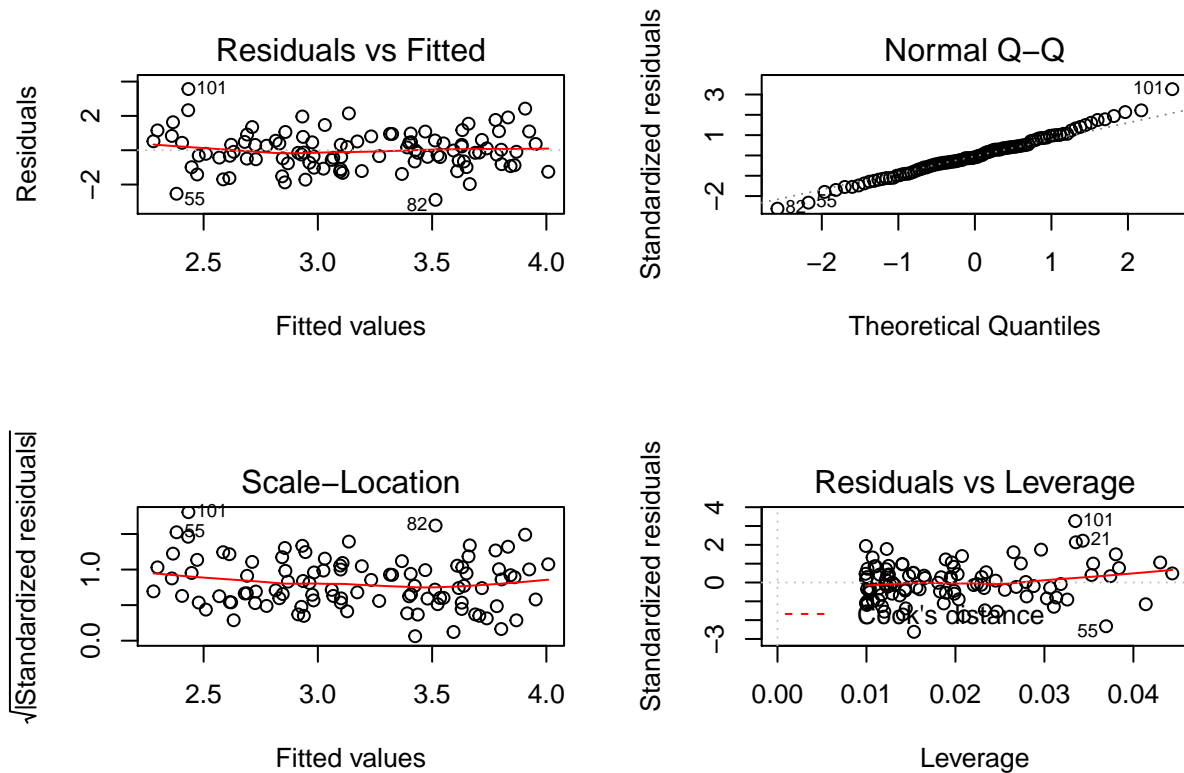 Residuals vs Fitted
Residuals
2
−2
2.5 3.0 3.5 4.0
Fitted values
101
55
82
Normal Q−Q
Standardized residuals
3
1
−2
−2 −1 0 1 2
Theoretical Quantiles
101
82
55
Scale−Location
√|Standardized residuals|
1.0
0.0
2.5 3.0 3.5 4.0
Fitted values
101
55
82
Residuals vs Leverage
Standardized residuals
4
2
0
−3
0.00 0.01 0.02 0.03 0.04
Leverage
Cook's distance
101
21
55